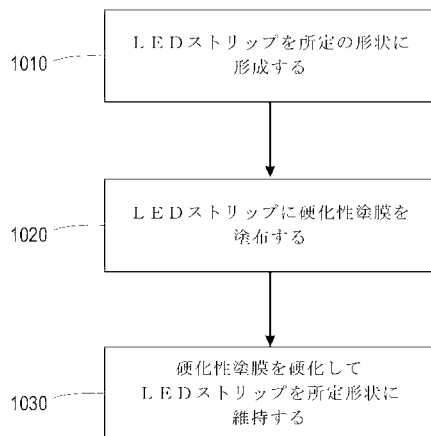 1010
LEDストリップを所定の形状に
形成する
1020
LEDストリップに硬化性塗膜を
塗布する
1030
硬化性塗膜を硬化して
LEDストリップを所定形状に
維持する